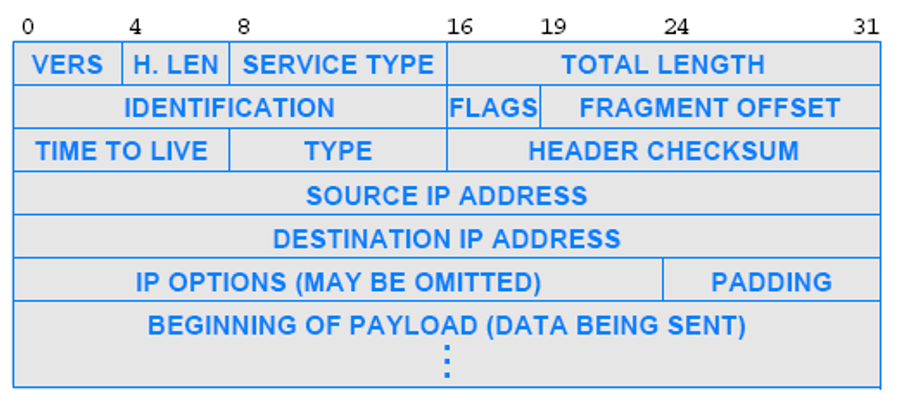 0 4 8 16 19 24 31
VERS H. LEN SERVICE TYPE TOTAL LENGTH
IDENTIFICATION FLAGS FRAGMENT OFFSET
TIME TO LIVE TYPE HEADER CHECKSUM
SOURCE IP ADDRESS
DESTINATION IP ADDRESS
IP OPTIONS (MAY BE OMITTED) PADDING
BEGINNING OF PAYLOAD (DATA BEING SENT)